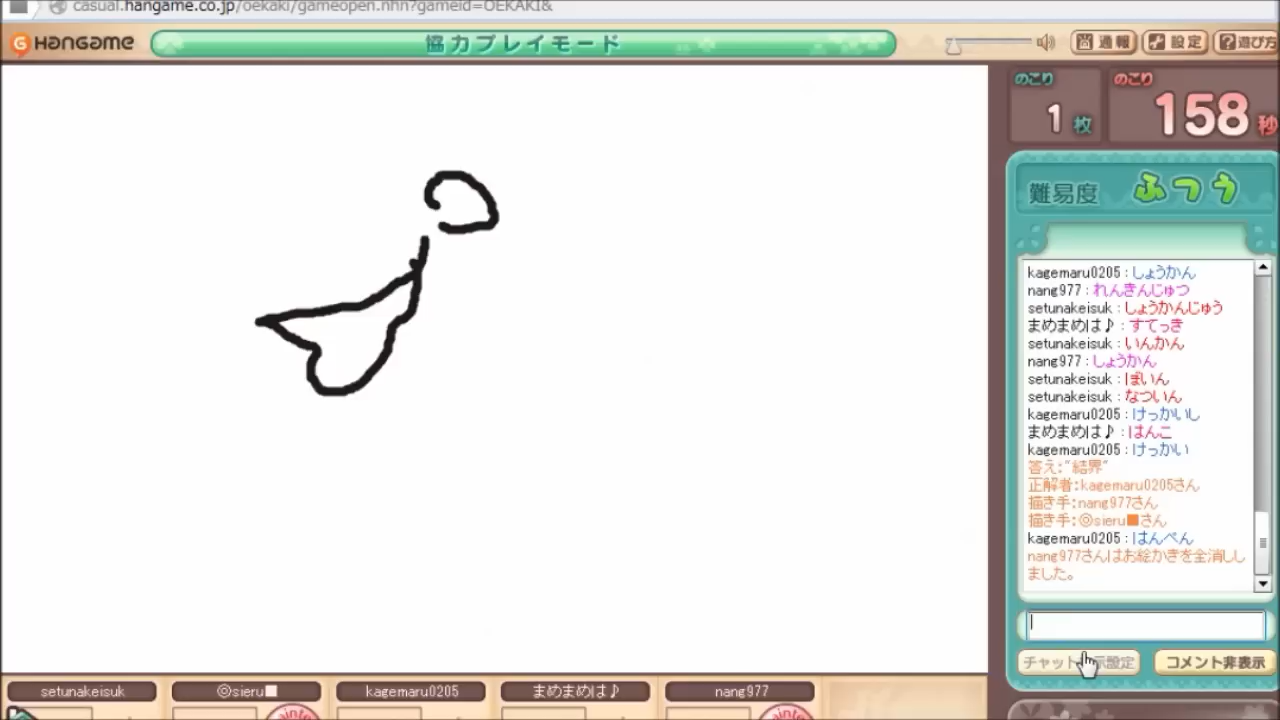 casual.hangame.co.jp/oekaki/gameopen.nhn?gameid=OEKAKI&
HANGAME
協力プレイモード
通報
設定
遊び方
のこり
1枚
のこり
158秒
難易度 ふつう
kagemaru0205 : しょうかん
nang977 : れんきんじゅつ
setunakeisuk : しょうかんじゅう
まめまめは♪ : すてっき
setunakeisuk : いんかん
nang977 : しょうかん
setunakeisuk : ぼいん
setunakeisuk : なついん
kagemaru0205 : けっかいし
まめまめは♪ : はんこ
kagemaru0205 : けっかい
答え:"結界"
正解者:kagemaru0205さん
描き手:nang977さん
描き手:◎sieru■さん
kagemaru0205 : はんぺん
nang977さんはお絵かきを全消しし
ました。
コメント非表示
setunakeisuk
◎sieru■
kagemaru0205
まめまめは♪
nang977